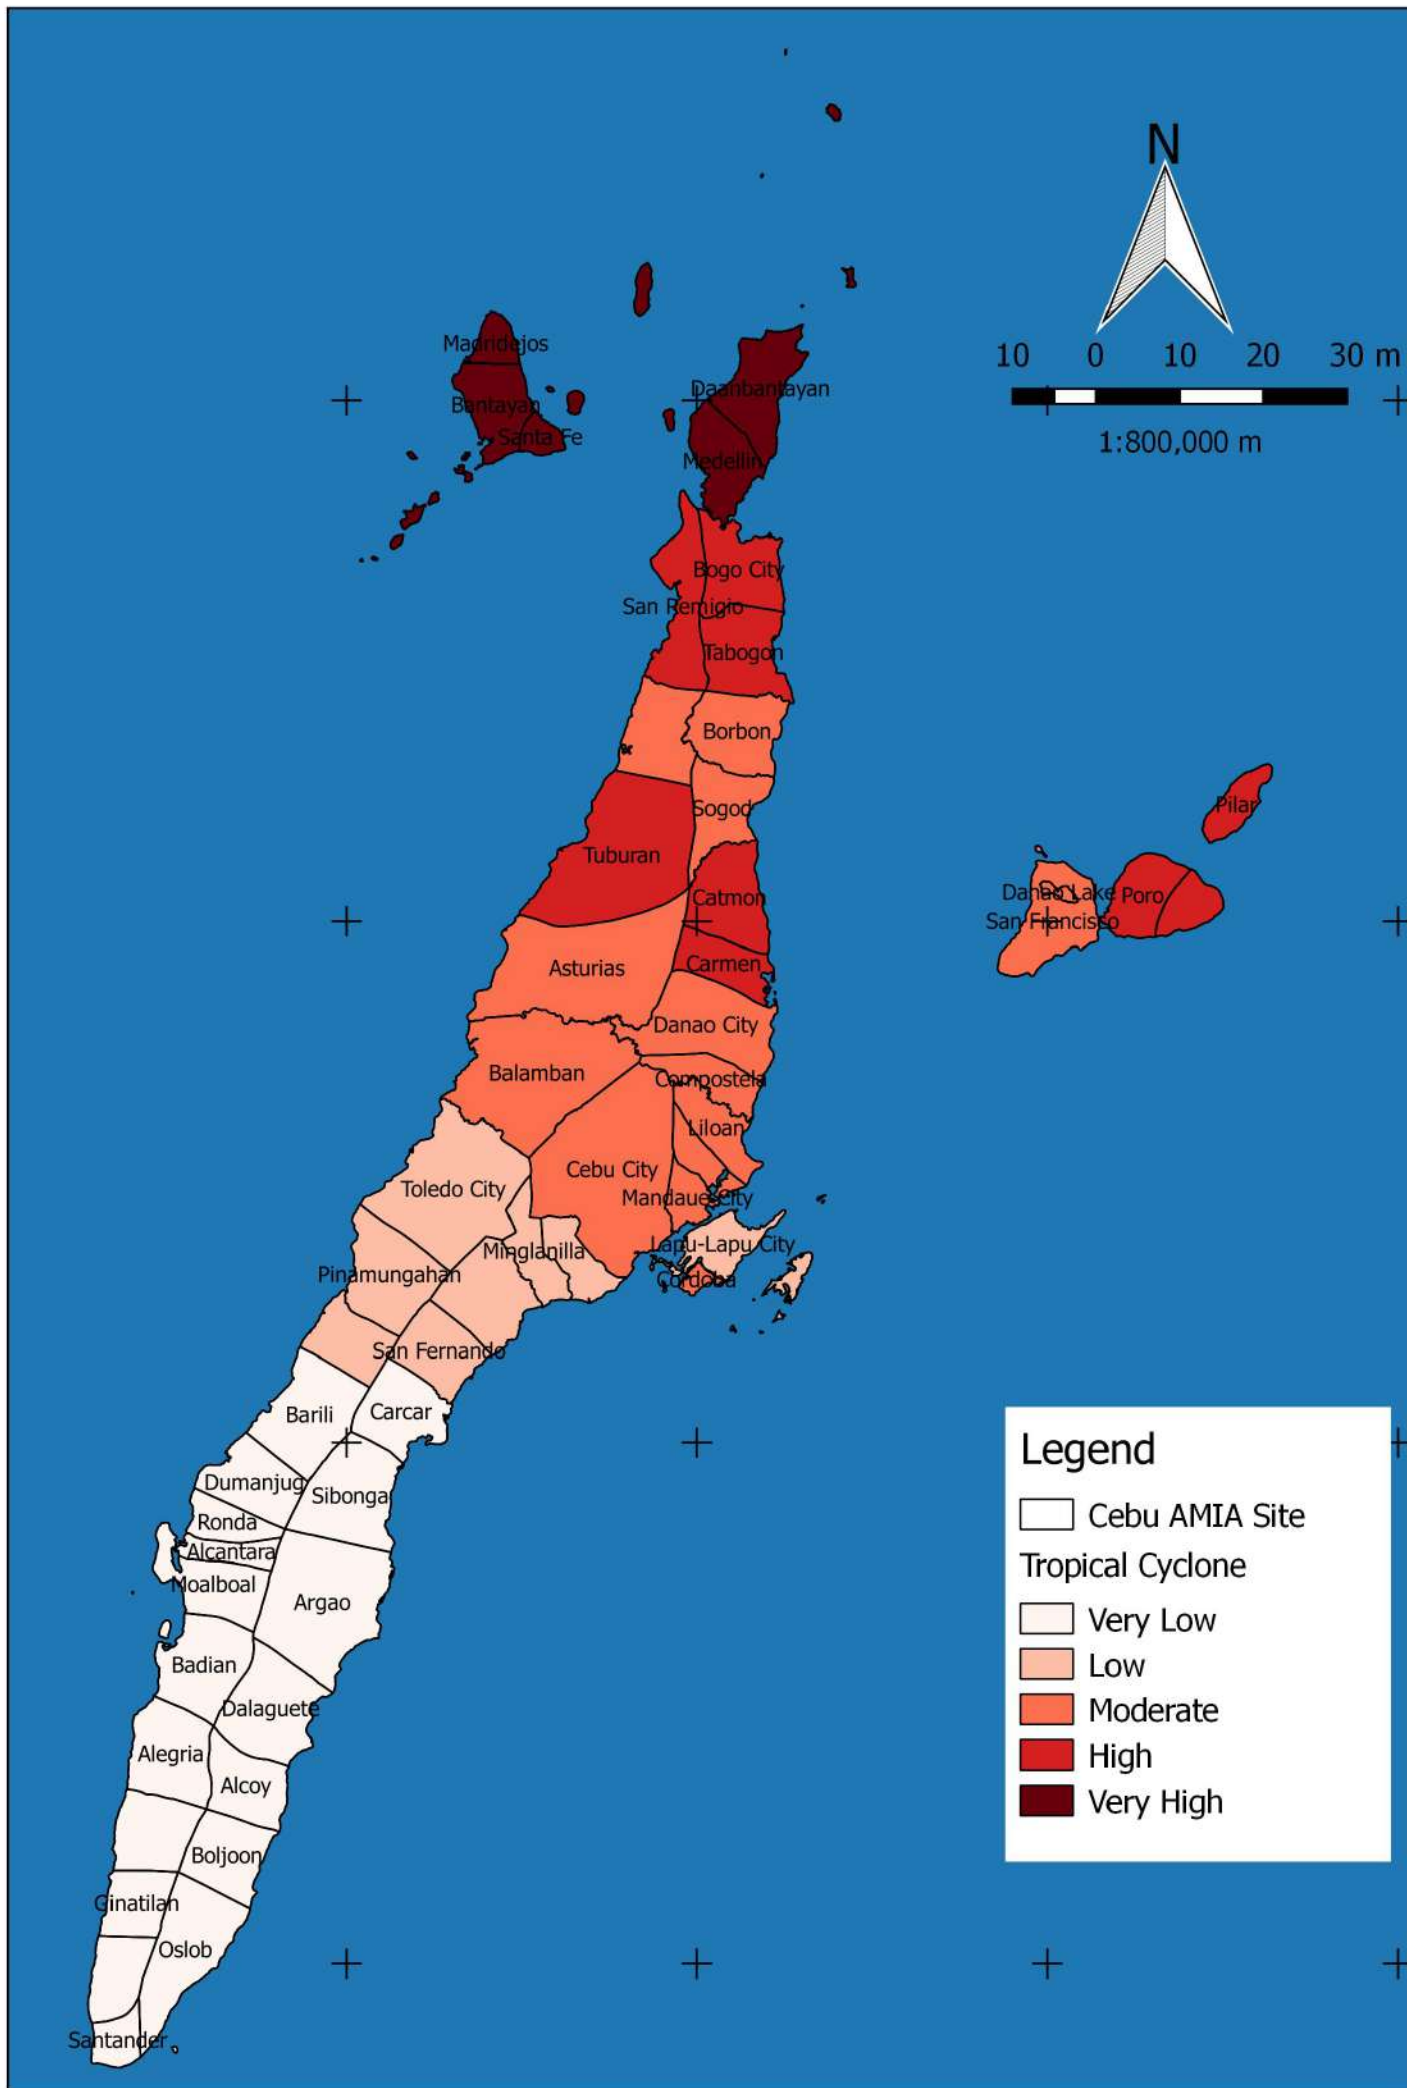 N
10 0 10 20 30 m
1:800,000 m
Madridejos
Bantayan
Santa Fe
Daanbantayan
Medellin
Bogo City
San Remigio
Tabogon
Borbon
Sogod
Pilar
Tuburan
Catmon
Danao Lake
Poro
San Francisco
Asturias
Carmen
Danao City
Balamban
Compostela
Liloan
Cebu City
Toledo City
Mandaue City
Minglanilla
Lapu-Lapu City
Pinamungahan
Cordoba
San Fernando
Barili
Carcar
Dumanjug
Sibonga
Ronda
Alcantara
Moalboal
Argao
Badian
Dalaguete
Alegria
Alcoy
Boljoon
Ginatilan
Oslob
Santander
Legend
Cebu AMIA Site
Tropical Cyclone
Very Low
Low
Moderate
High
Very High